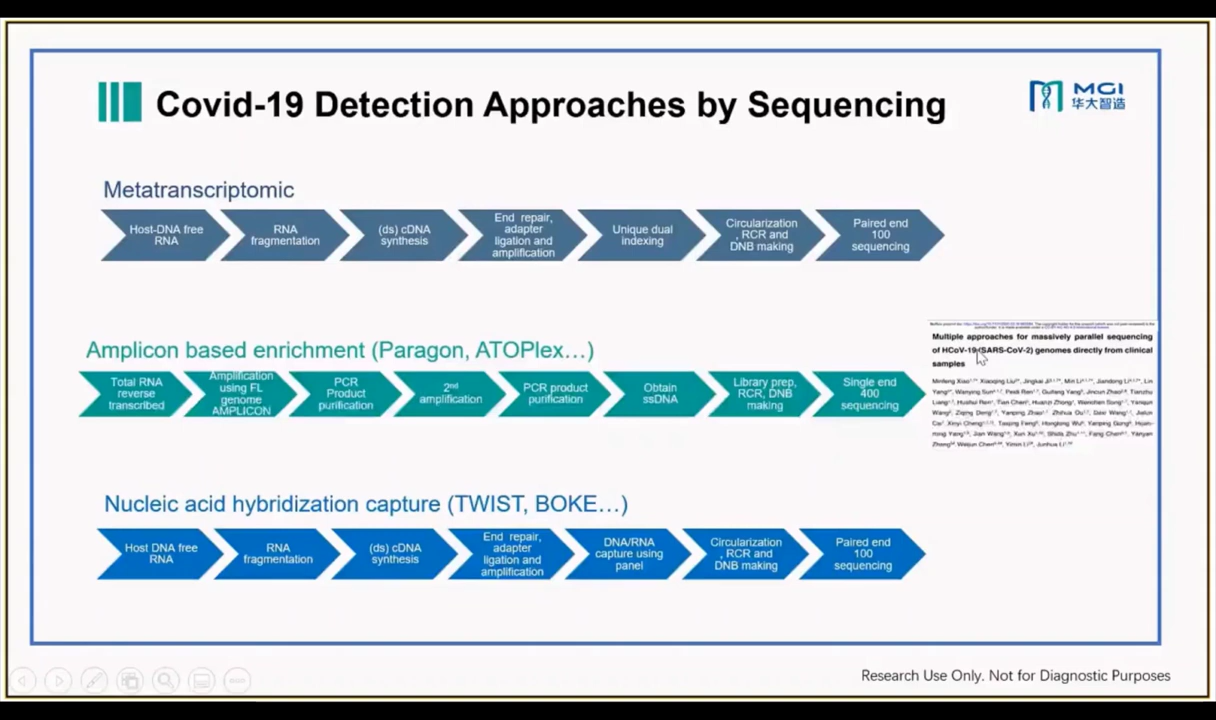 Covid-19 Detection Approaches by Sequencing
MGI
华大智造
Metatranscriptomic
Host-DNA free
RNA
RNA
fragmentation
(ds) cDNA
synthesis
End repair,
adapter
ligation and
amplification
Unique dual
indexing
Circularization
, RCR and
DNB making
Paired end
100
sequencing
Amplicon based enrichment (Paragon, ATOPlex…)
Total RNA
reverse
transcribed
Amplification
using FL
genome
AMPLICON
PCR
Product
purification
2nd
amplification
PCR product
purification
Obtain
ssDNA
Library prep,
RCR, DNB
making
Single end
400
sequencing
Multiple approaches for massively parallel sequencing
of HCoV-19 (SARS-CoV-2) genomes directly from clinical
samples
Nucleic acid hybridization capture (TWIST, BOKE…)
Host DNA free
RNA
RNA
fragmentation
(ds) cDNA
synthesis
End repair,
adapter
ligation and
amplification
DNA/RNA
capture using
panel
Circularization
, RCR and
DNB making
Paired end
100
sequencing
Research Use Only. Not for Diagnostic Purposes